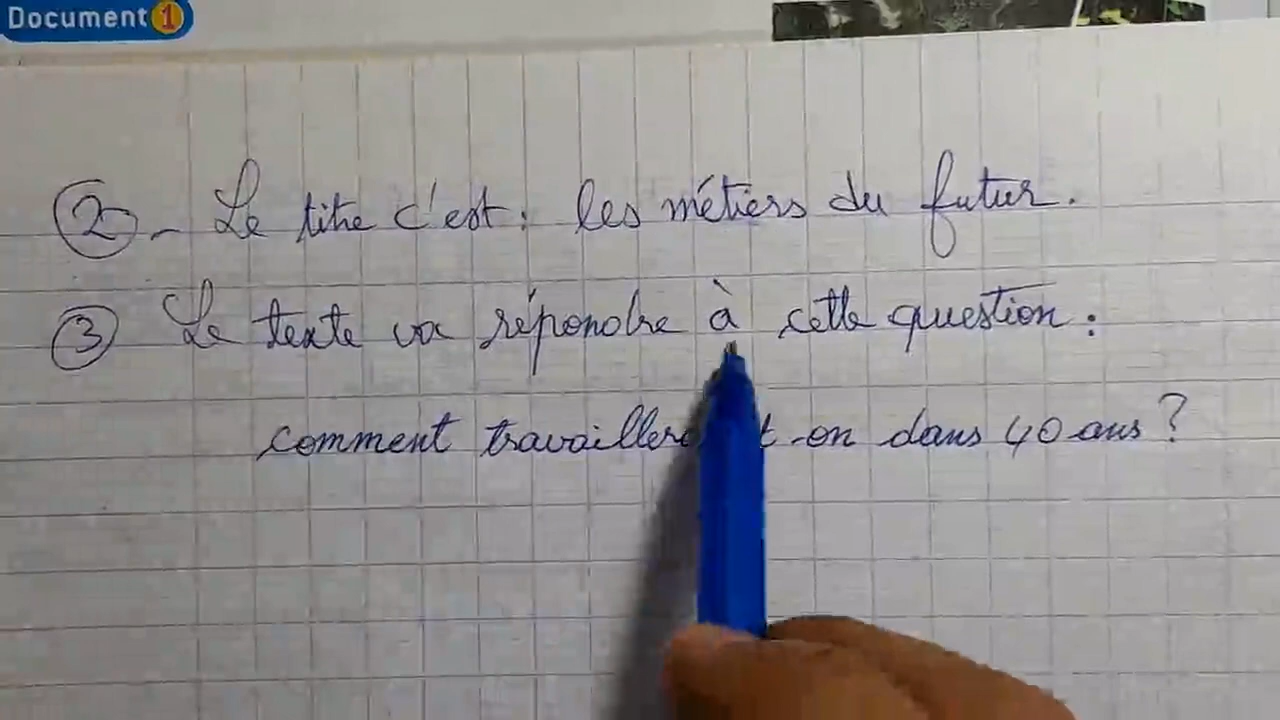 Document 1
2 - Le titre c'est : les métiers du futur.
3 Le texte va répondre à cette question :
comment -on dans 40 ans ?